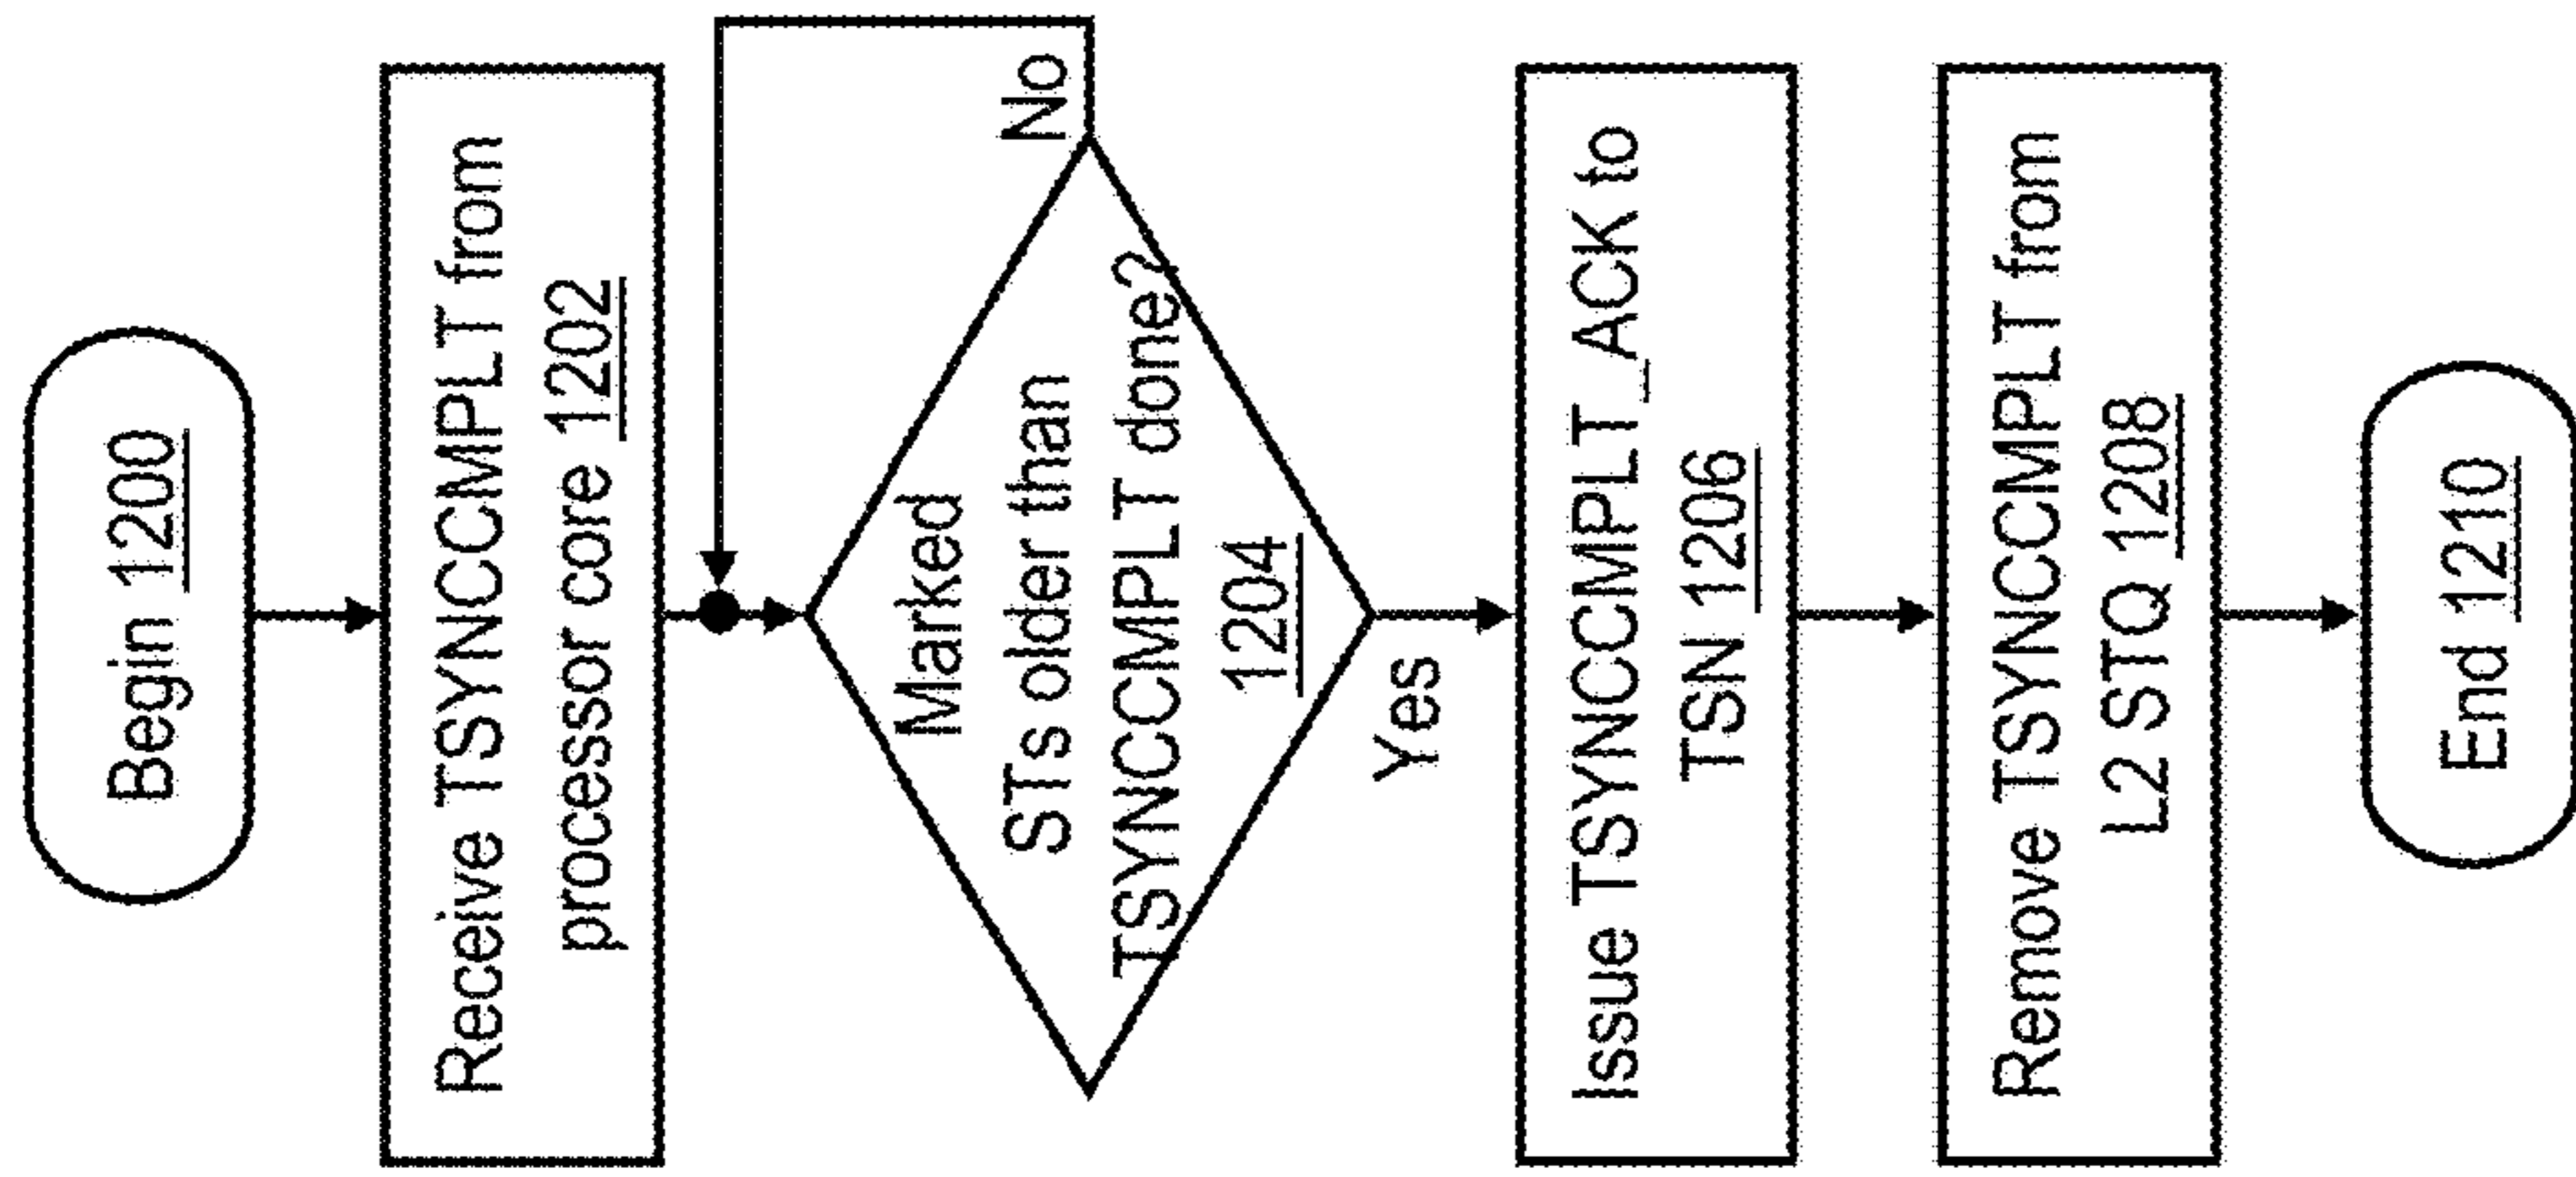 Begin 1200
Receive TSYNCCMPLT from
processor core 1202
No
Marked
STs older than
TSYNCCMPLT done?
1204
Yes
Issue TSYNCCMPLT_ACK to
TSN 1206
Remove TSYNCCMPLT from
L2 STQ 1208
End 1210